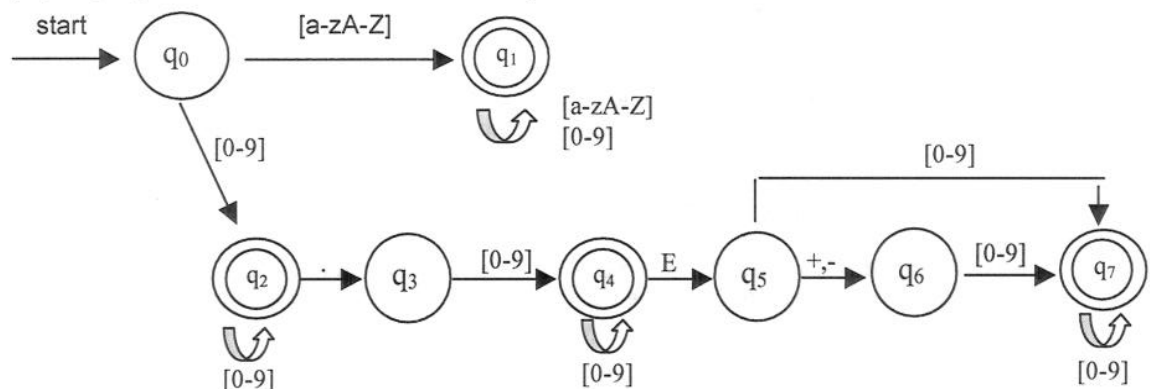 start
q0
[a-zA-Z]
q1
[a-zA-Z]
[0-9]
[0-9]
[0-9]
q2
.
q3
[0-9]
q4
E
q5
+,-
q6
[0-9]
q7
[0-9]
[0-9]
[0-9]